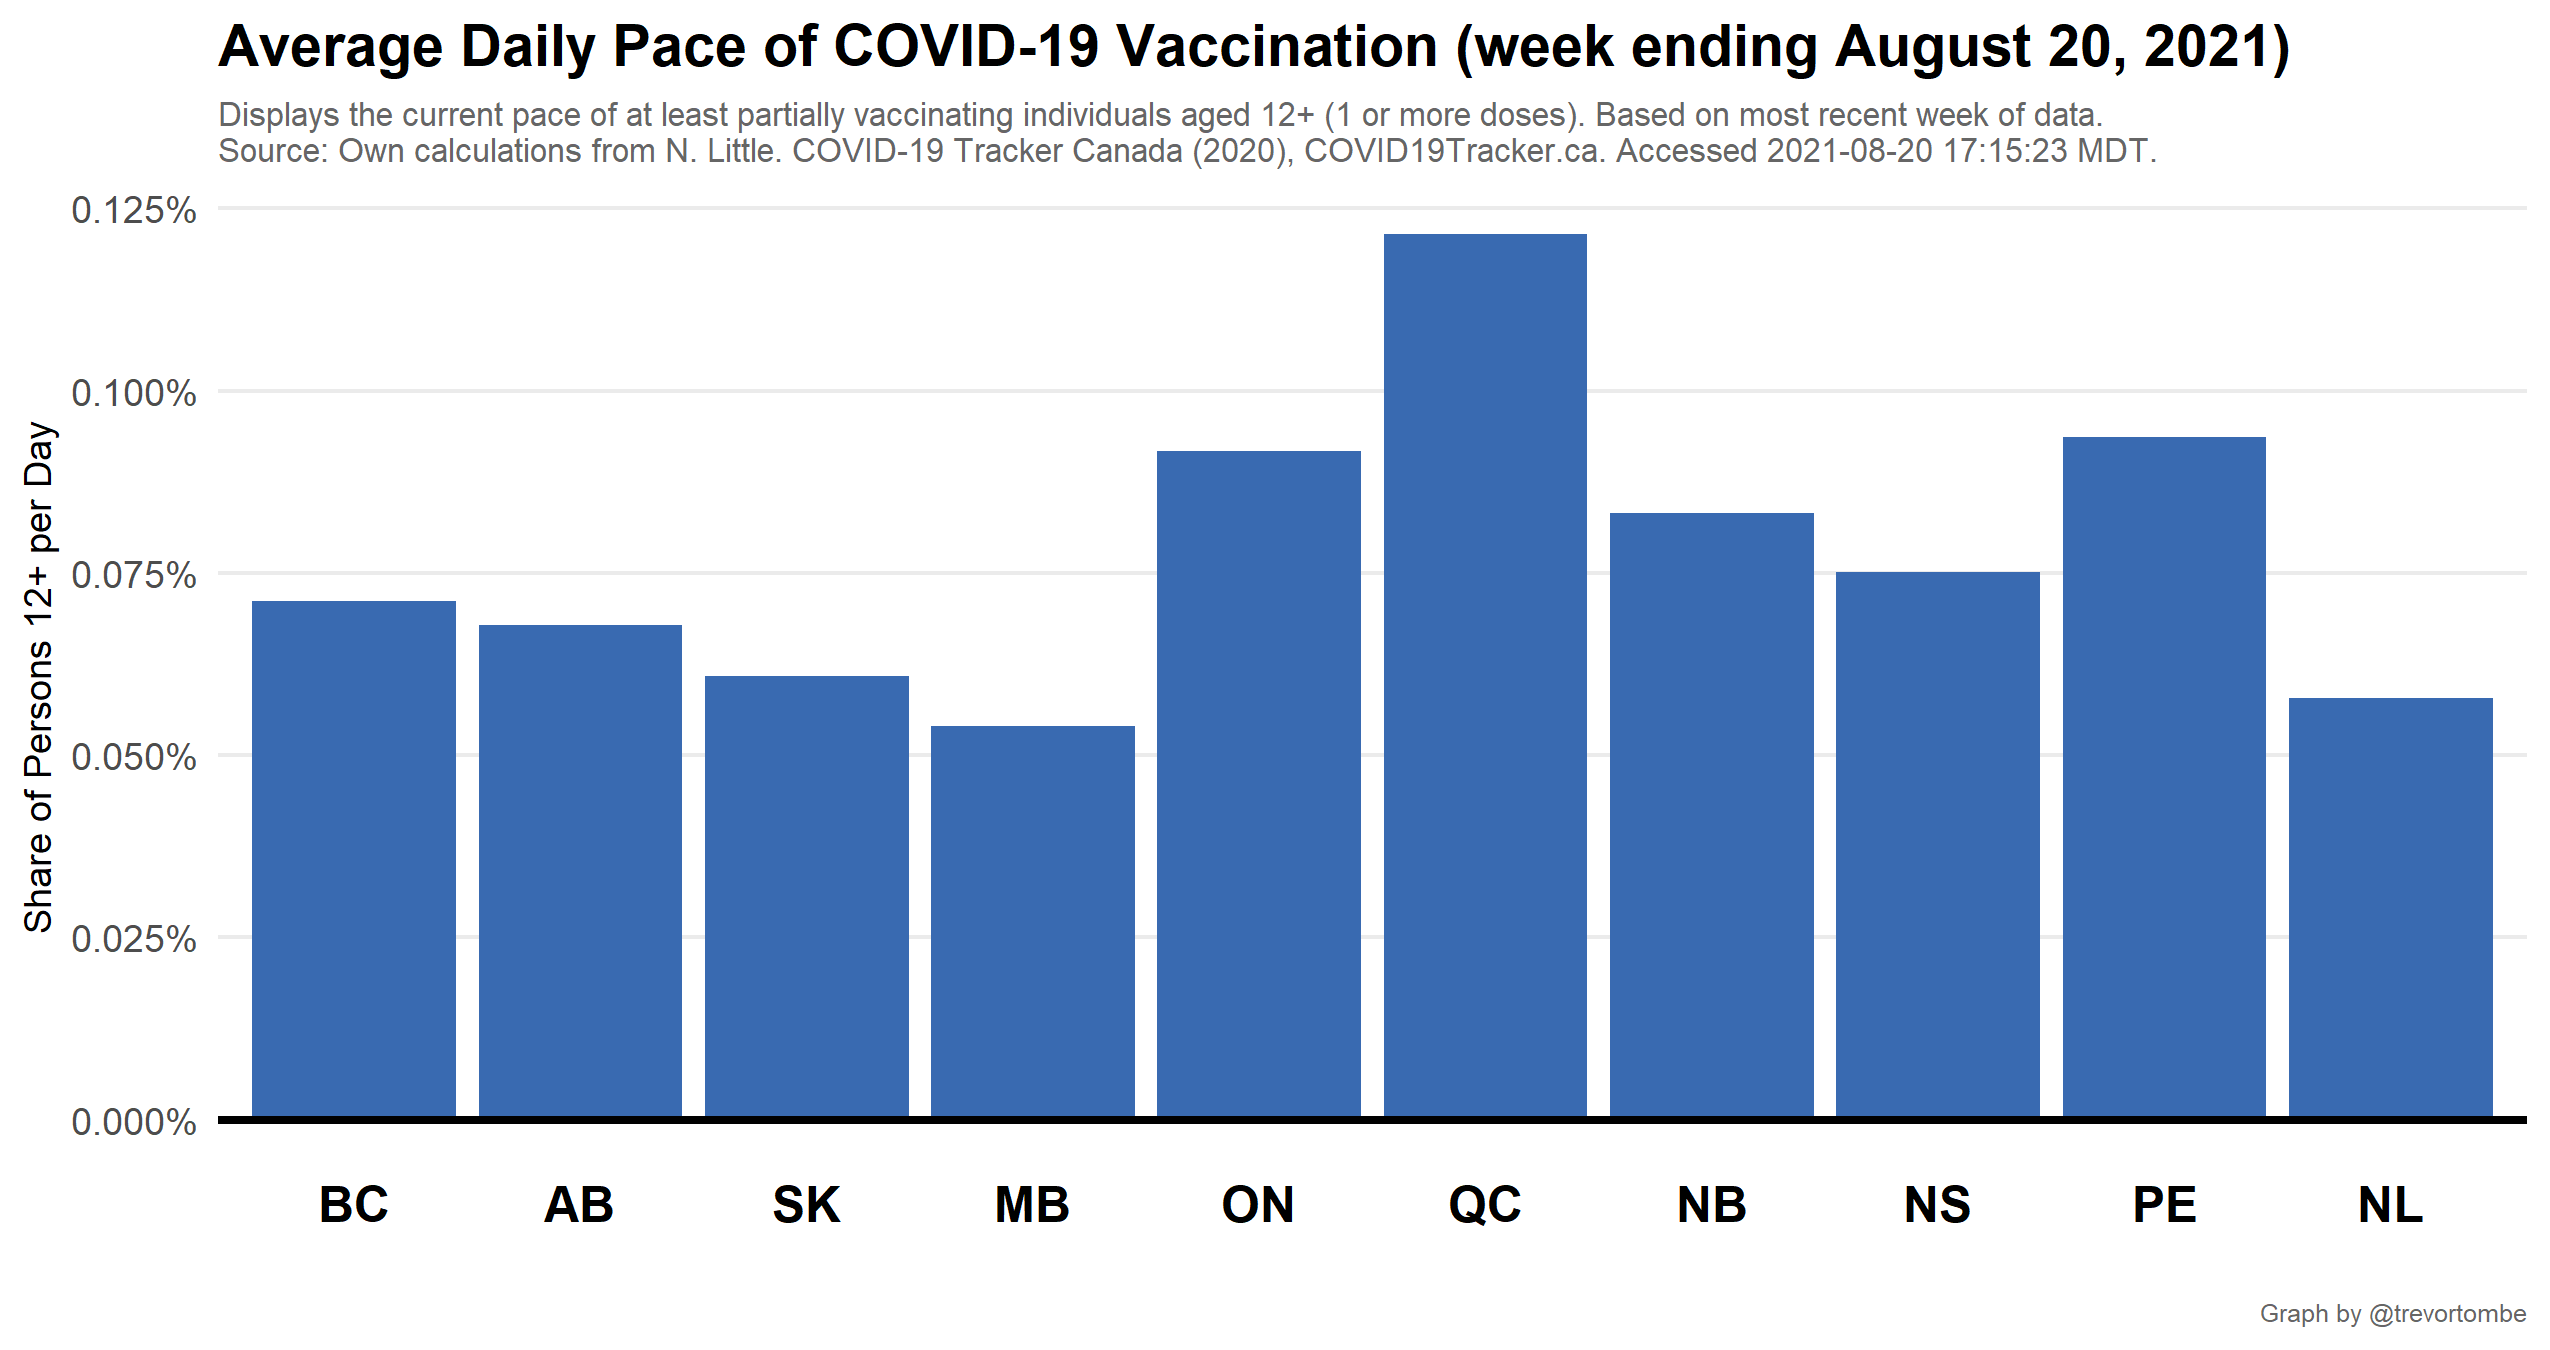 Average Daily Pace of COVID-19 Vaccination (week ending August 20, 2021)
Displays the current pace of at least partially vaccinating individuals aged 12+ (1 or more doses). Based on most recent week of data.
Source: Own calculations from N. Little. COVID-19 Tracker Canada (2020), COVID19Tracker.ca. Accessed 2021-08-20 17:15:23 MDT.
Share of Persons 12+ per Day
0.125%
0.100%
0.075%
0.050%
0.025%
0.000%
BC AB SK MB ON QC NB NS PE NL
Graph by @trevortombe